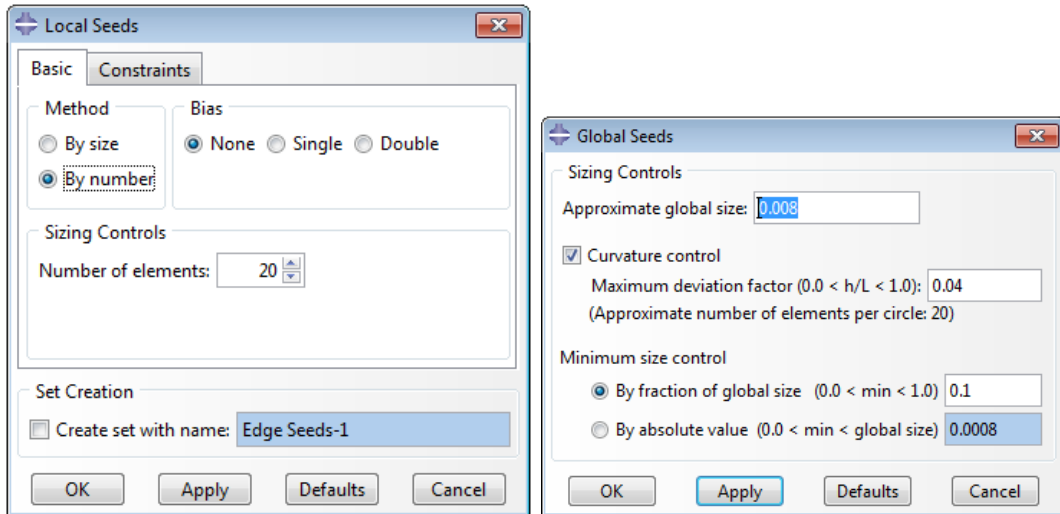 Local Seeds
Basic Constraints
Method
By size
By number
Bias
None Single Double
Sizing Controls
Number of elements: 20
Set Creation
Create set with name: Edge Seeds-1
OK Apply Defaults Cancel
Global Seeds
Sizing Controls
Approximate global size: 0.008
Curvature control
Maximum deviation factor (0.0 < h/L < 1.0): 0.04
(Approximate number of elements per circle: 20)
Minimum size control
By fraction of global size (0.0 < min < 1.0) 0.1
By absolute value (0.0 < min < global size) 0.0008
OK Apply Defaults Cancel